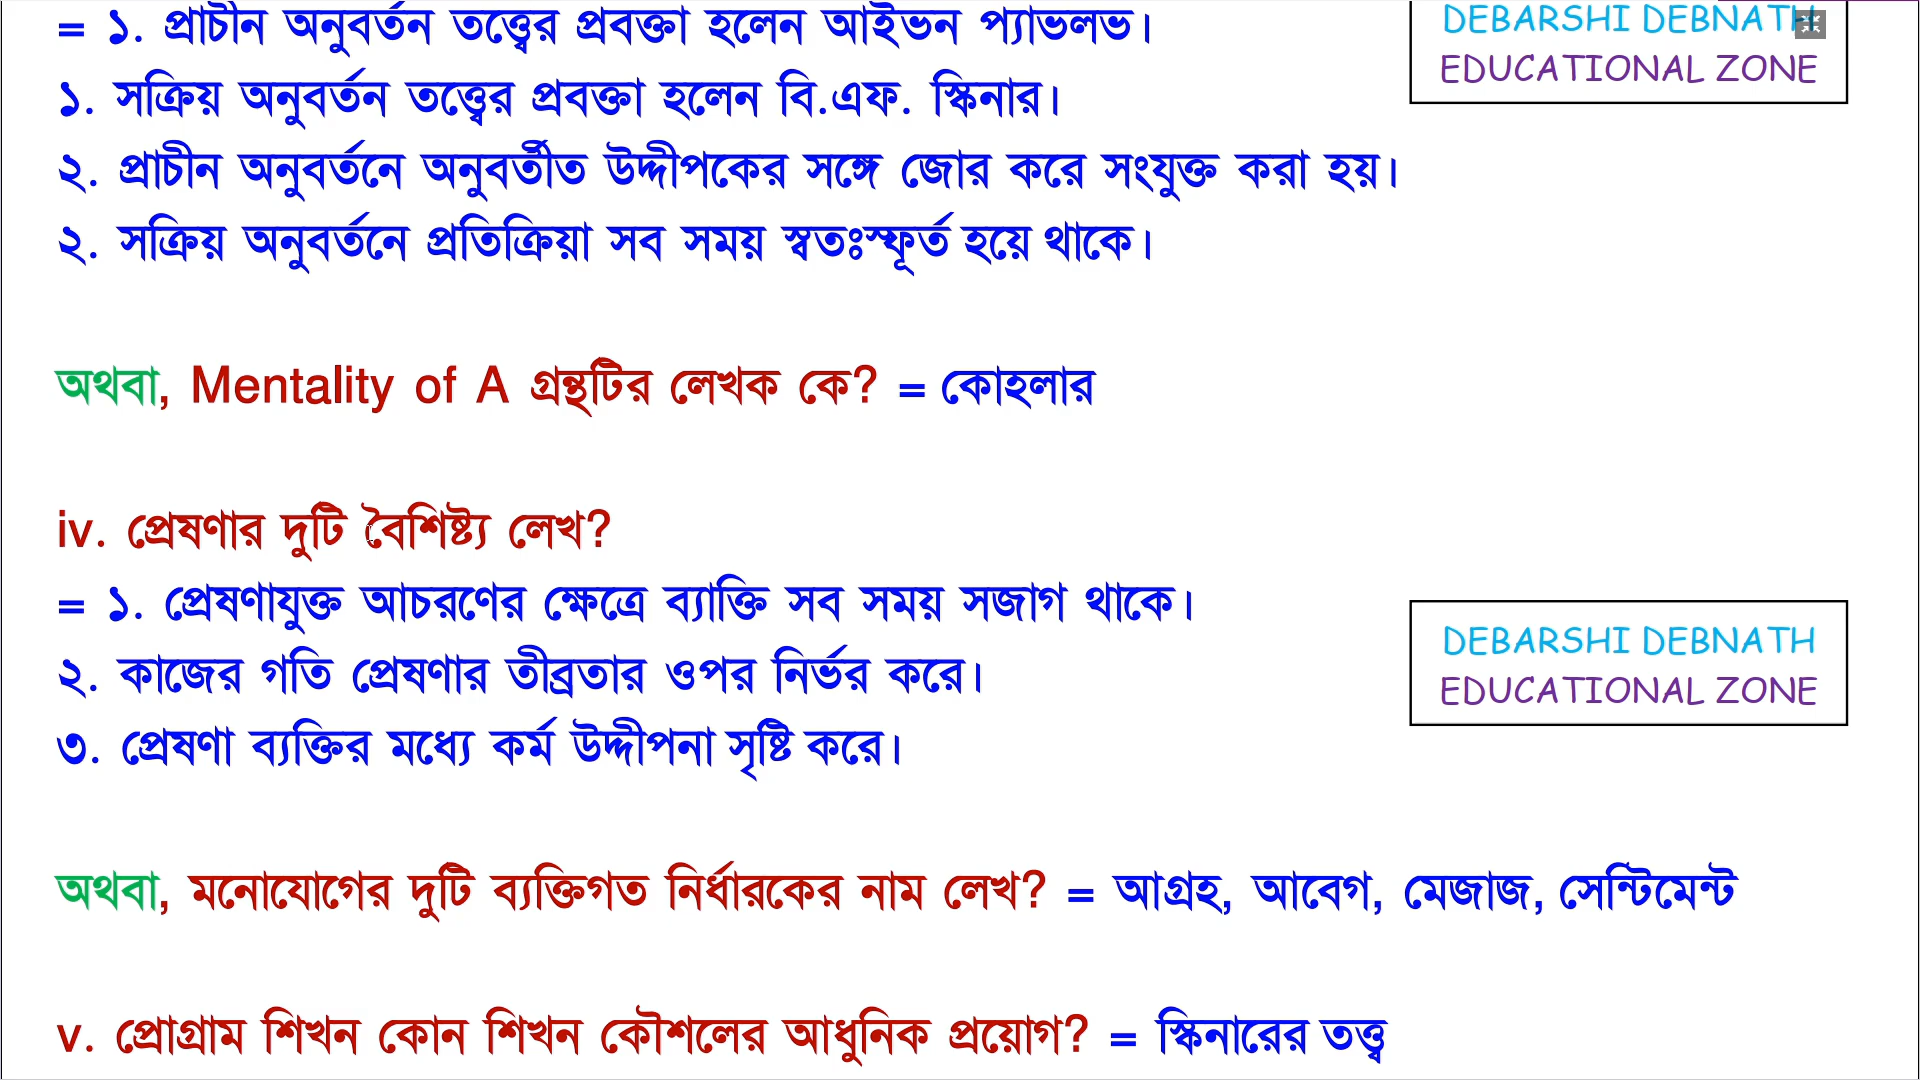 = ১. প্রাচীন অনুবর্তন তত্ত্বের প্রবক্তা হলেন আইভন প্যাভলভ।
DEBARSHI DEBNATH
EDUCATIONAL ZONE
১. সক্রিয় অনুবর্তন তত্ত্বের প্রবক্তা হলেন বি.এফ. স্কিনার।
২. প্রাচীন অনুবর্তনে অনুবর্তীত উদ্দীপকের সঙ্গে জোর করে সংযুক্ত করা হয়।
২. সক্রিয় অনুবর্তনে প্রতিক্রিয়া সব সময় স্বতঃস্ফূর্ত হয়ে থাকে।
অথবা, Mentality of A গ্রন্থটির লেখক কে? = কোহলার
iv. প্রেষণার দুটি বৈশিষ্ট্য লেখ?
= ১. প্রেষণাযুক্ত আচরণের ক্ষেত্রে ব্যাক্তি সব সময় সজাগ থাকে।
২. কাজের গতি প্রেষণার তীব্রতার ওপর নির্ভর করে।
DEBARSHI DEBNATH
EDUCATIONAL ZONE
৩. প্রেষণা ব্যক্তির মধ্যে কর্ম উদ্দীপনা সৃষ্টি করে।
অথবা, মনোযোগের দুটি ব্যক্তিগত নির্ধারকের নাম লেখ? = আগ্রহ, আবেগ, মেজাজ, সেন্টিমেন্ট
v. প্রোগ্রাম শিখন কোন শিখন কৌশলের আধুনিক প্রয়োগ? = স্কিনারের তত্ত্ব